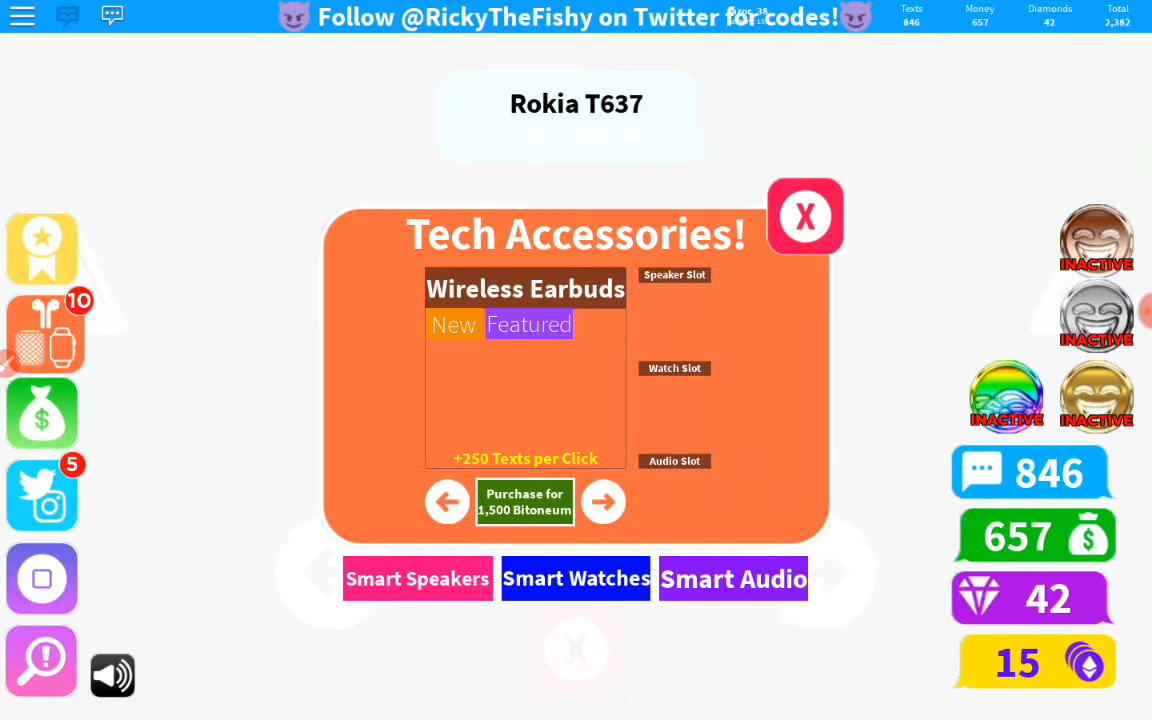 Follow @RickyTheFishy on Twitter for codes!
Texts
846
Money
657
Diamonds
42
Total
2,382
Rokia T637
Tech Accessories!
X
Wireless Earbuds
New
Featured
+250 Texts per Click
Purchase for
1,500 Bitoneum
Speaker Slot
Watch Slot
Audio Slot
Smart Speakers
Smart Watches
Smart Audio
X
10
$
5
INACTIVE
INACTIVE
INACTIVE
INACTIVE
846
657
$
42
15